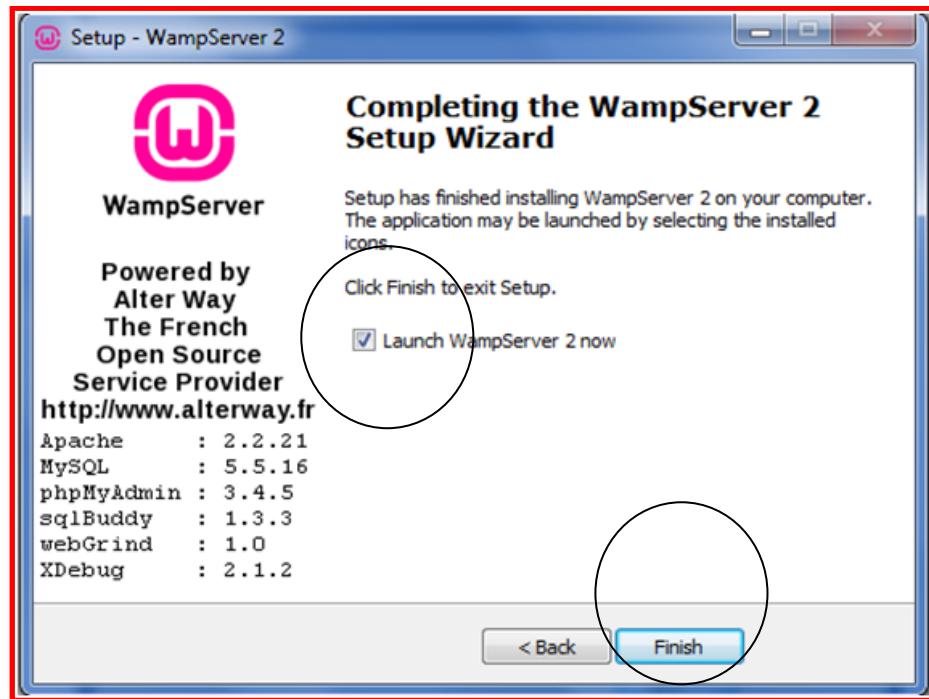 Setup - WampServer 2
WampServer
Powered by
Alter Way
The French
Open Source
Service Provider
http://www.alterway.fr
Apache : 2.2.21
MySQL : 5.5.16
phpMyAdmin : 3.4.5
sqlBuddy : 1.3.3
webGrind : 1.0
XDebug : 2.1.2
Completing the WampServer 2
Setup Wizard
Setup has finished installing WampServer 2 on your computer.
The application may be launched by selecting the installed
icons.
Click Finish to exit Setup.
Launch WampServer 2 now
< Back
Finish